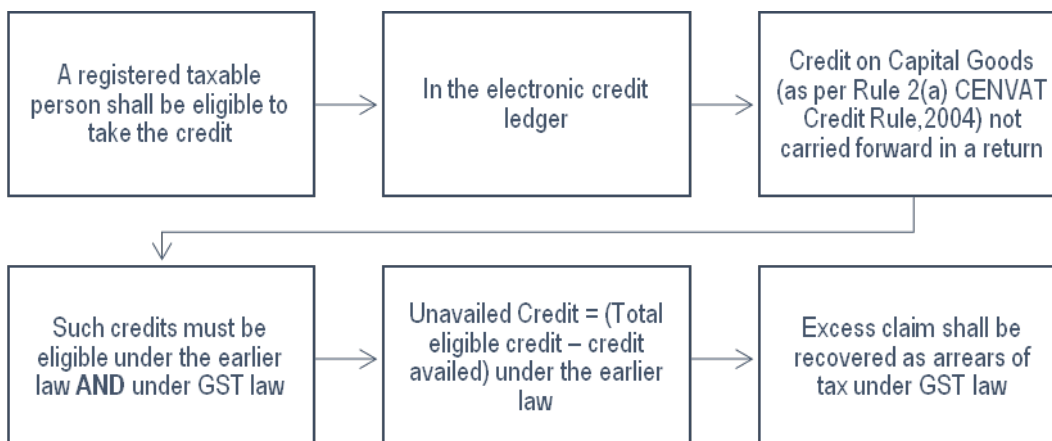 A registered taxable
person shall be eligible to
take the credit
In the electronic credit
ledger
Credit on Capital Goods
(as per Rule 2(a) CENVAT
Credit Rule,2004) not
carried forward in a return
Such credits must be
eligible under the earlier
law AND under GST law
Unavailed Credit = (Total
eligible credit – credit
availed) under the earlier
law
Excess claim shall be
recovered as arrears of
tax under GST law